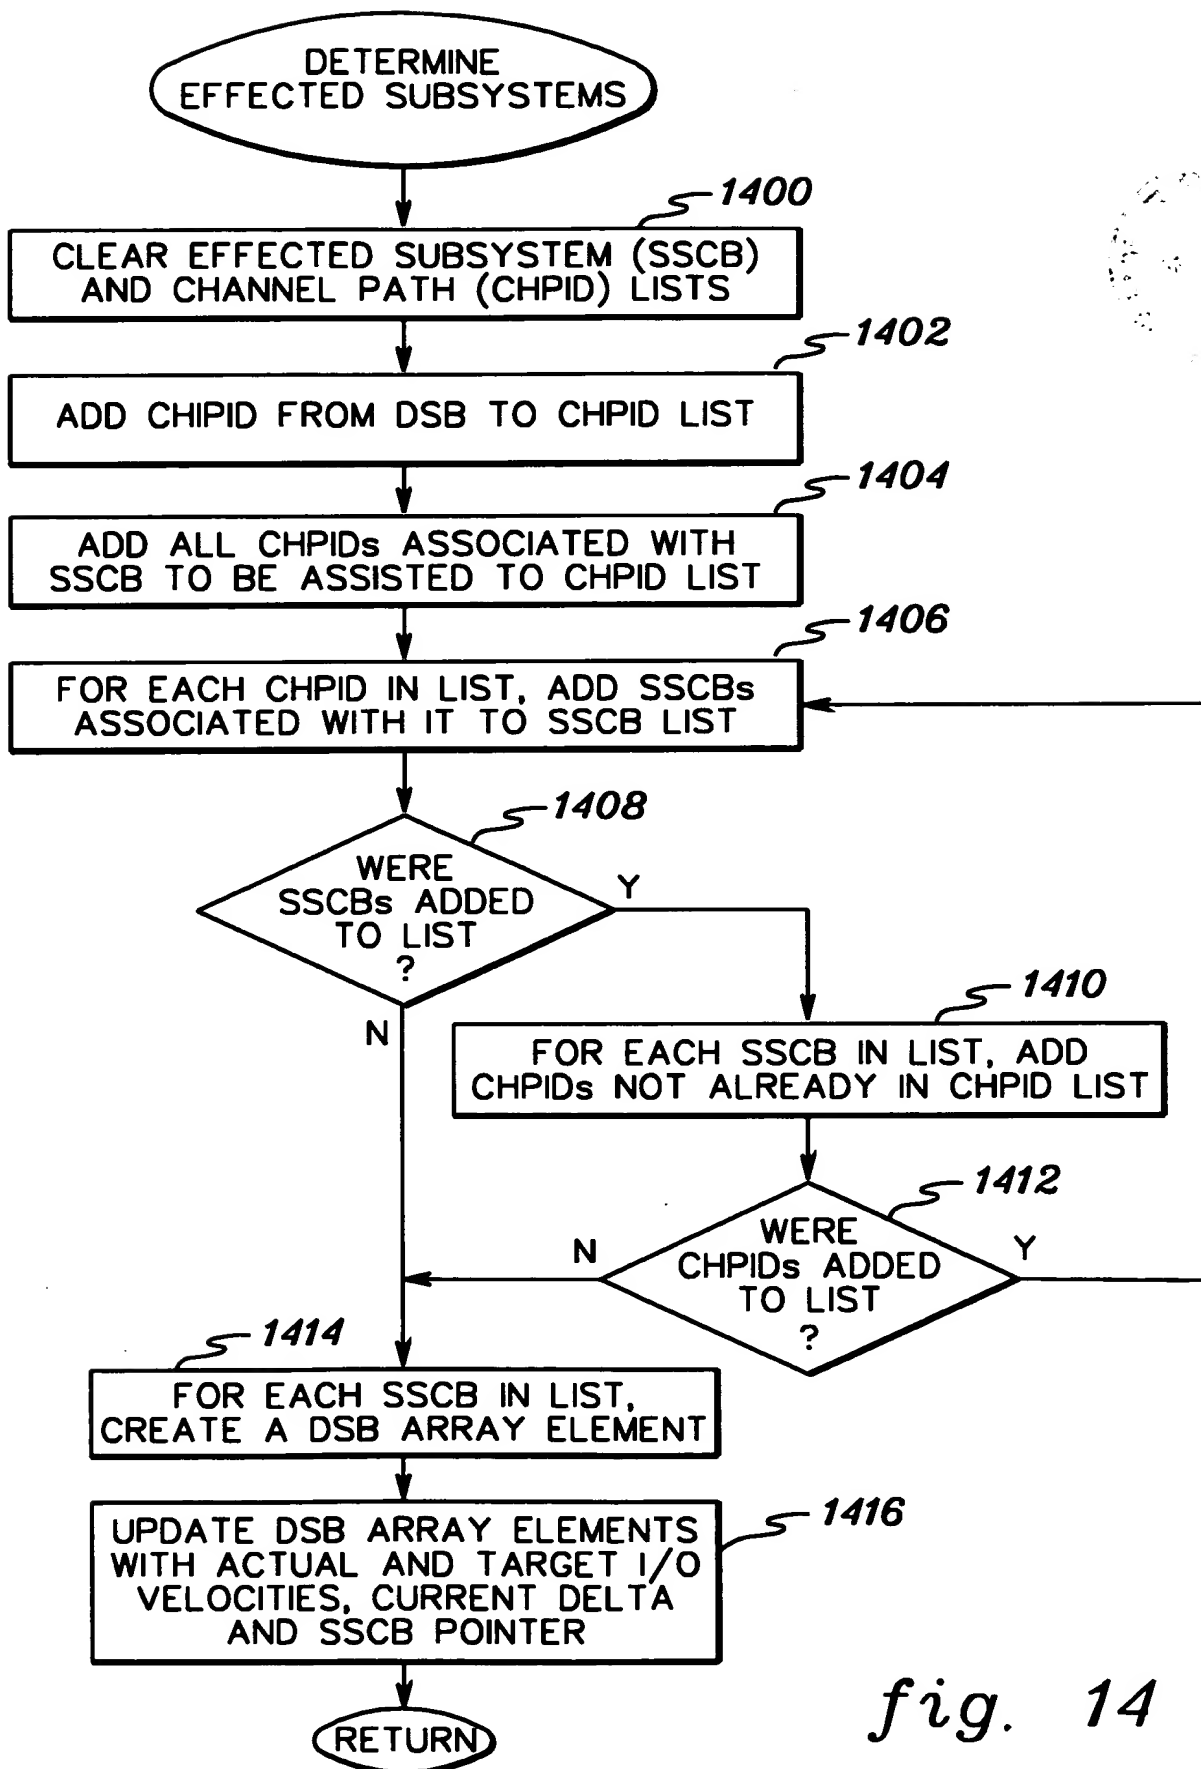 DETERMINE
EFFECTED SUBSYSTEMS
1400
CLEAR EFFECTED SUBSYSTEM (SSCB)
AND CHANNEL PATH (CHPID) LISTS
1402
ADD CHIPID FROM DSB TO CHPID LIST
1404
ADD ALL CHPIDs ASSOCIATED WITH
SSCB TO BE ASSISTED TO CHPID LIST
1406
FOR EACH CHPID IN LIST, ADD SSCBs
ASSOCIATED WITH IT TO SSCB LIST
1408
WERE
SSCBs ADDED
TO LIST
?
Y
N
1410
FOR EACH SSCB IN LIST, ADD
CHPIDs NOT ALREADY IN CHPID LIST
1412
WERE
CHPIDs ADDED
TO LIST
?
N
Y
1414
FOR EACH SSCB IN LIST,
CREATE A DSB ARRAY ELEMENT
1416
UPDATE DSB ARRAY ELEMENTS
WITH ACTUAL AND TARGET I/O
VELOCITIES, CURRENT DELTA
AND SSCB POINTER
RETURN
fig. 14